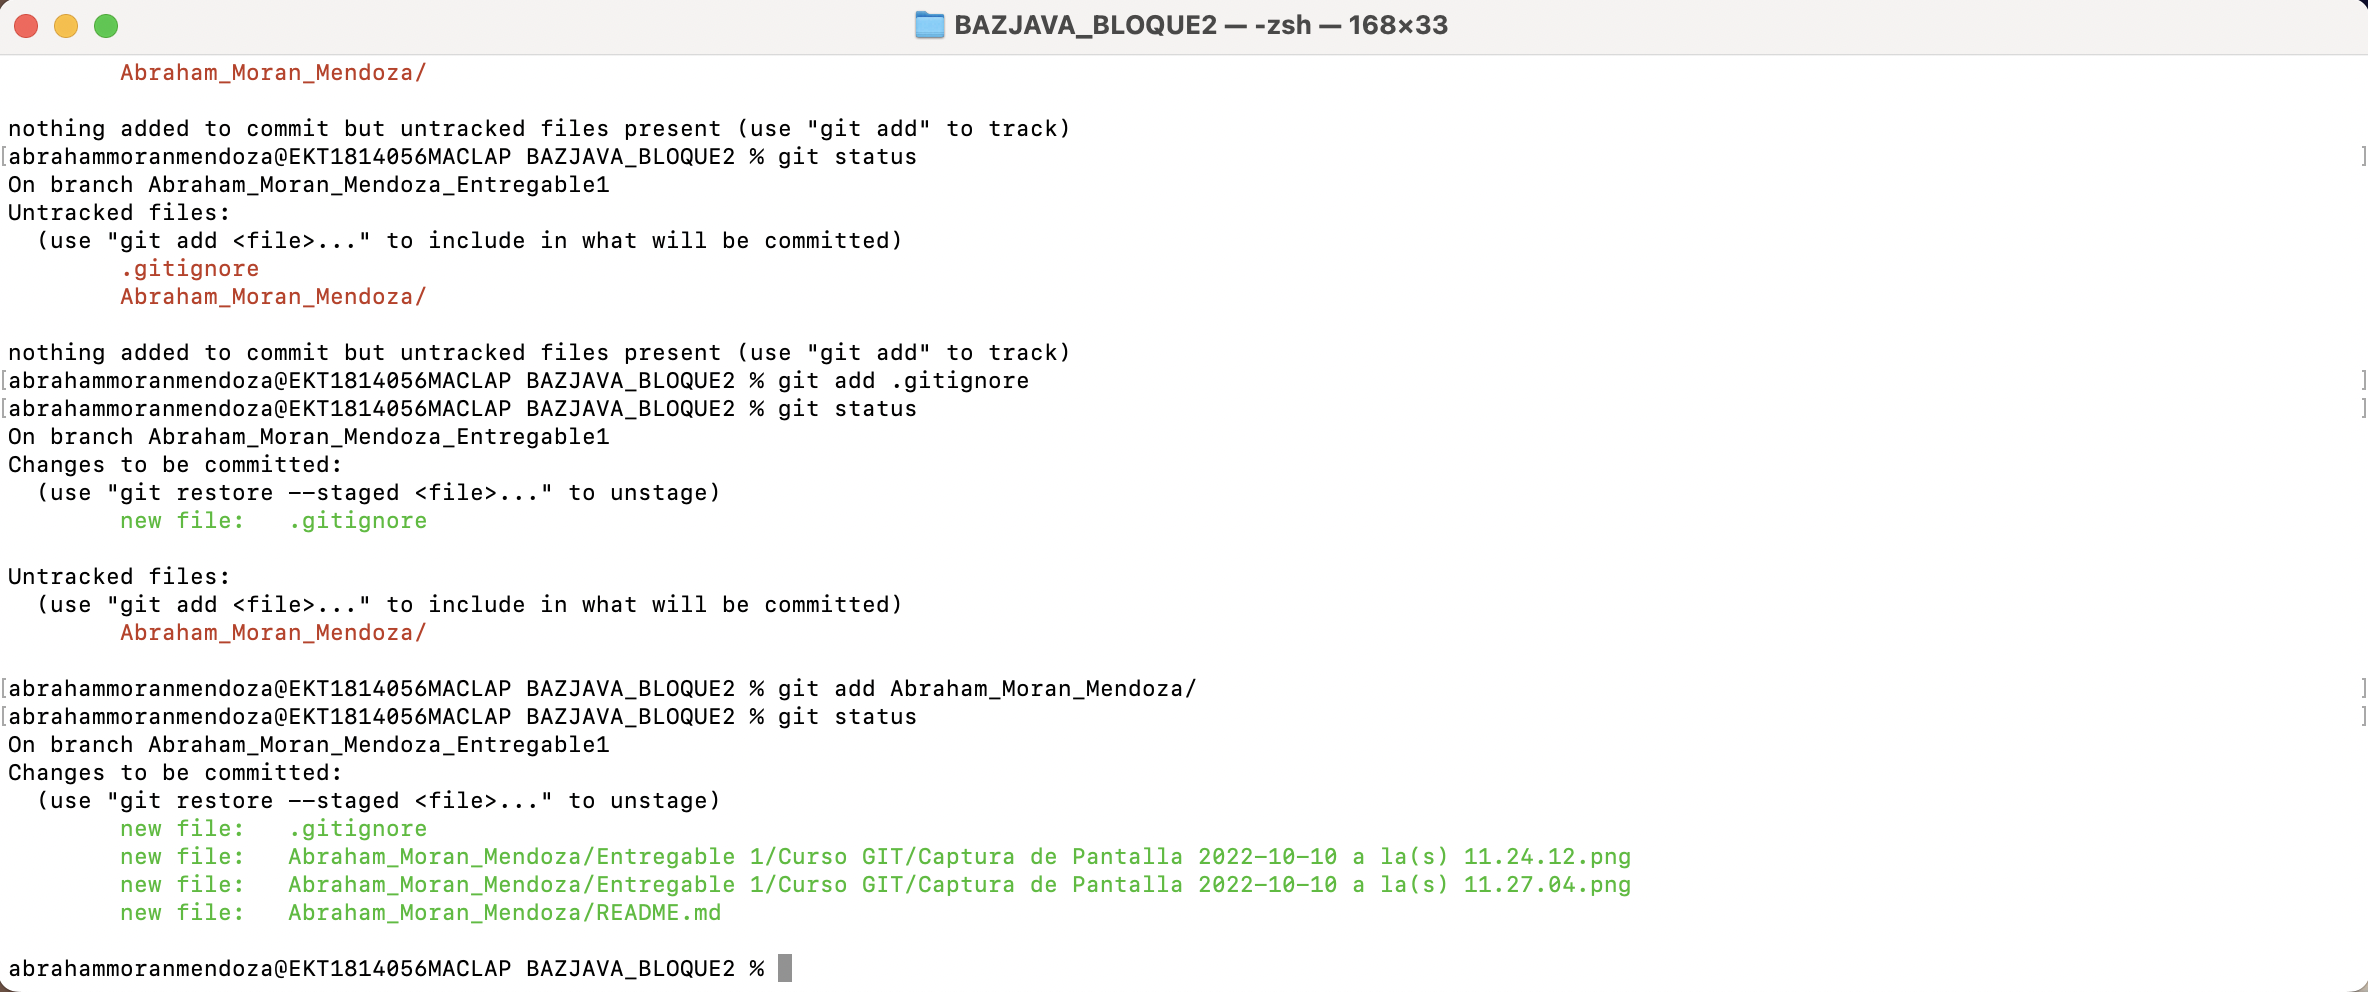 BAZJAVA_BLOQUE2 — -zsh — 168×33
Abraham_Moran_Mendoza/
nothing added to commit but untracked files present (use "git add" to track)
[abrahammoranmendoza@EKT1814056MACLAP BAZJAVA_BLOQUE2 % git status ]
On branch Abraham_Moran_Mendoza_Entregable1
Untracked files:
  (use "git add <file>..." to include in what will be committed)
        .gitignore
        Abraham_Moran_Mendoza/
nothing added to commit but untracked files present (use "git add" to track)
[abrahammoranmendoza@EKT1814056MACLAP BAZJAVA_BLOQUE2 % git add .gitignore ]
[abrahammoranmendoza@EKT1814056MACLAP BAZJAVA_BLOQUE2 % git status ]
On branch Abraham_Moran_Mendoza_Entregable1
Changes to be committed:
  (use "git restore --staged <file>..." to unstage)
        new file:   .gitignore
Untracked files:
  (use "git add <file>..." to include in what will be committed)
        Abraham_Moran_Mendoza/
[abrahammoranmendoza@EKT1814056MACLAP BAZJAVA_BLOQUE2 % git add Abraham_Moran_Mendoza/ ]
[abrahammoranmendoza@EKT1814056MACLAP BAZJAVA_BLOQUE2 % git status ]
On branch Abraham_Moran_Mendoza_Entregable1
Changes to be committed:
  (use "git restore --staged <file>..." to unstage)
        new file:   .gitignore
        new file:   Abraham_Moran_Mendoza/Entregable 1/Curso GIT/Captura de Pantalla 2022-10-10 a la(s) 11.24.12.png
        new file:   Abraham_Moran_Mendoza/Entregable 1/Curso GIT/Captura de Pantalla 2022-10-10 a la(s) 11.27.04.png
        new file:   Abraham_Moran_Mendoza/README.md
abrahammoranmendoza@EKT1814056MACLAP BAZJAVA_BLOQUE2 %